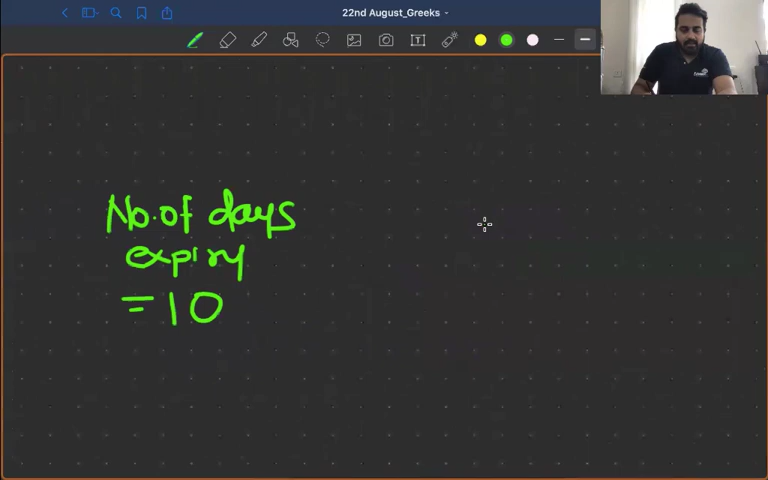 22nd August_Greeks
No. of days
expiry
= 10